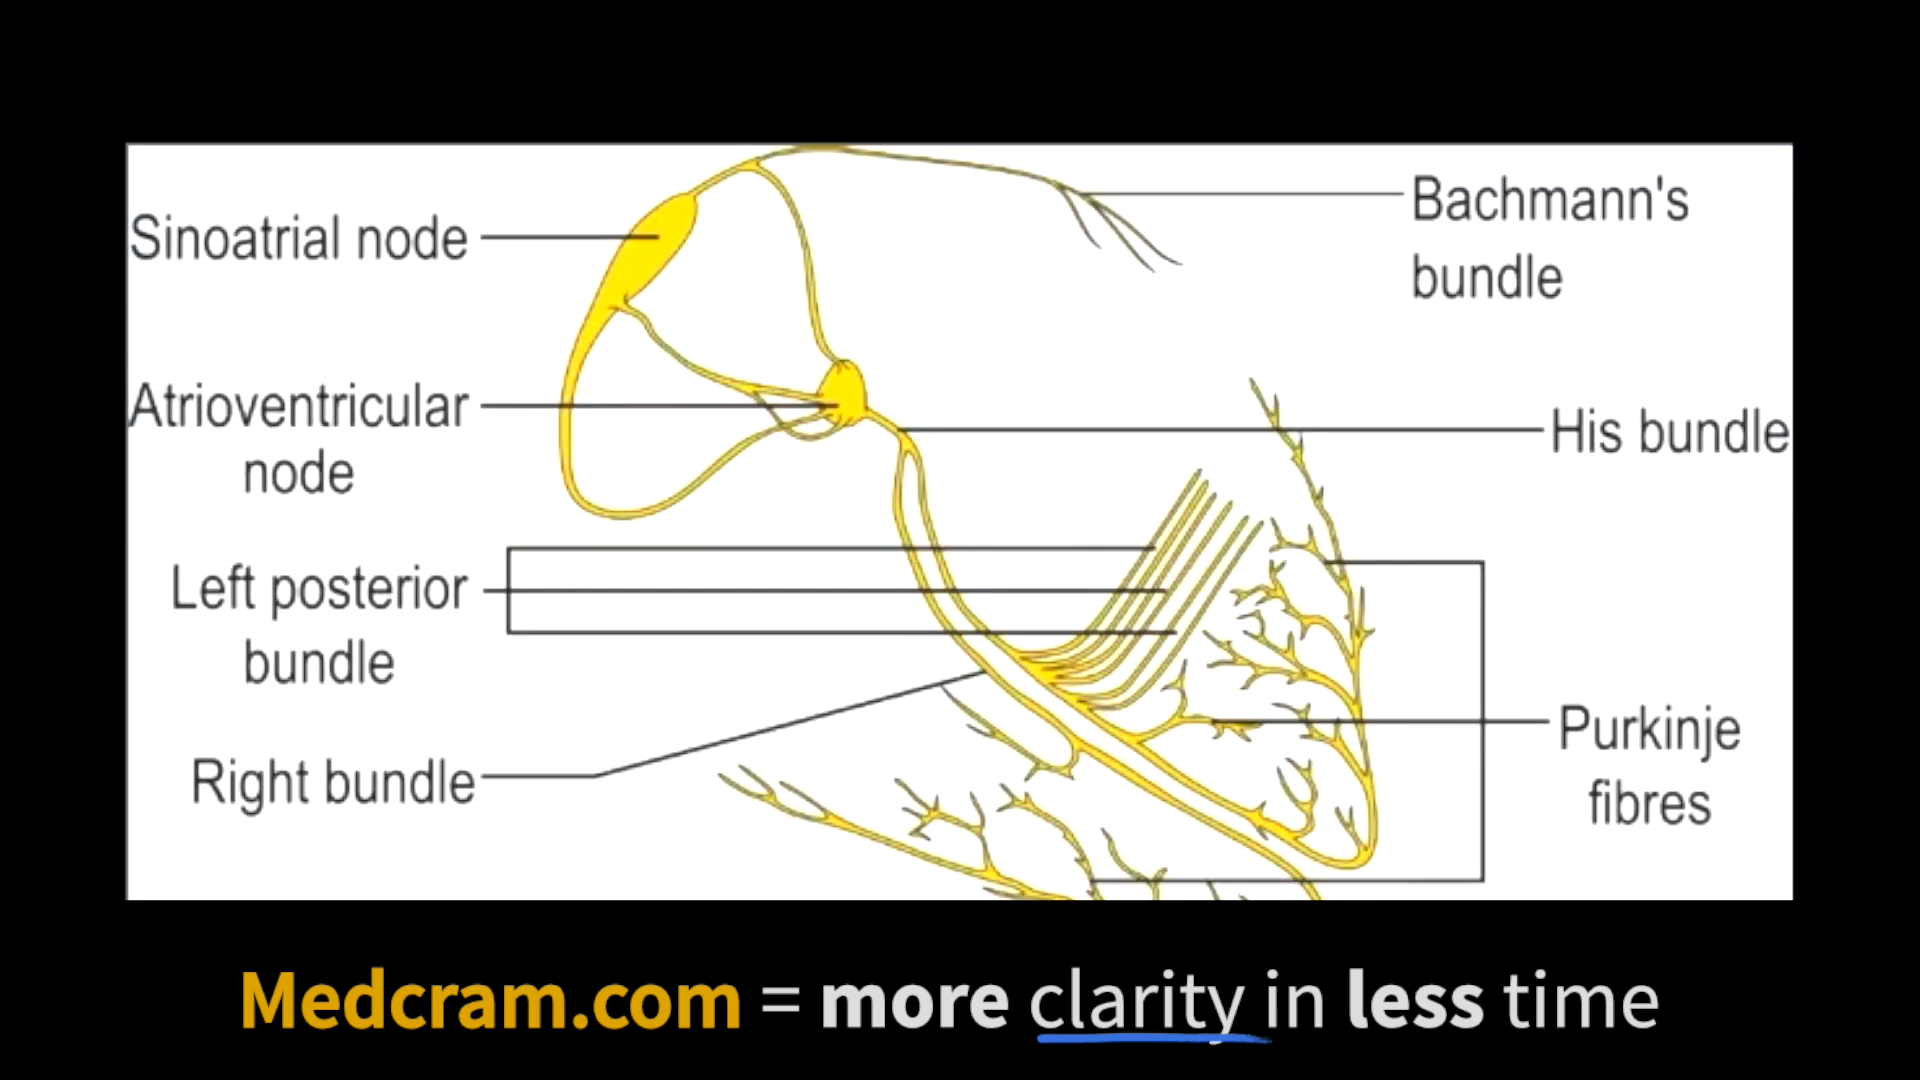 Sinoatrial node
Atrioventricular
node
Left posterior
bundle
Right bundle
Bachmann's
bundle
His bundle
Purkinje
fibres
Medcram.com = more clarity in less time